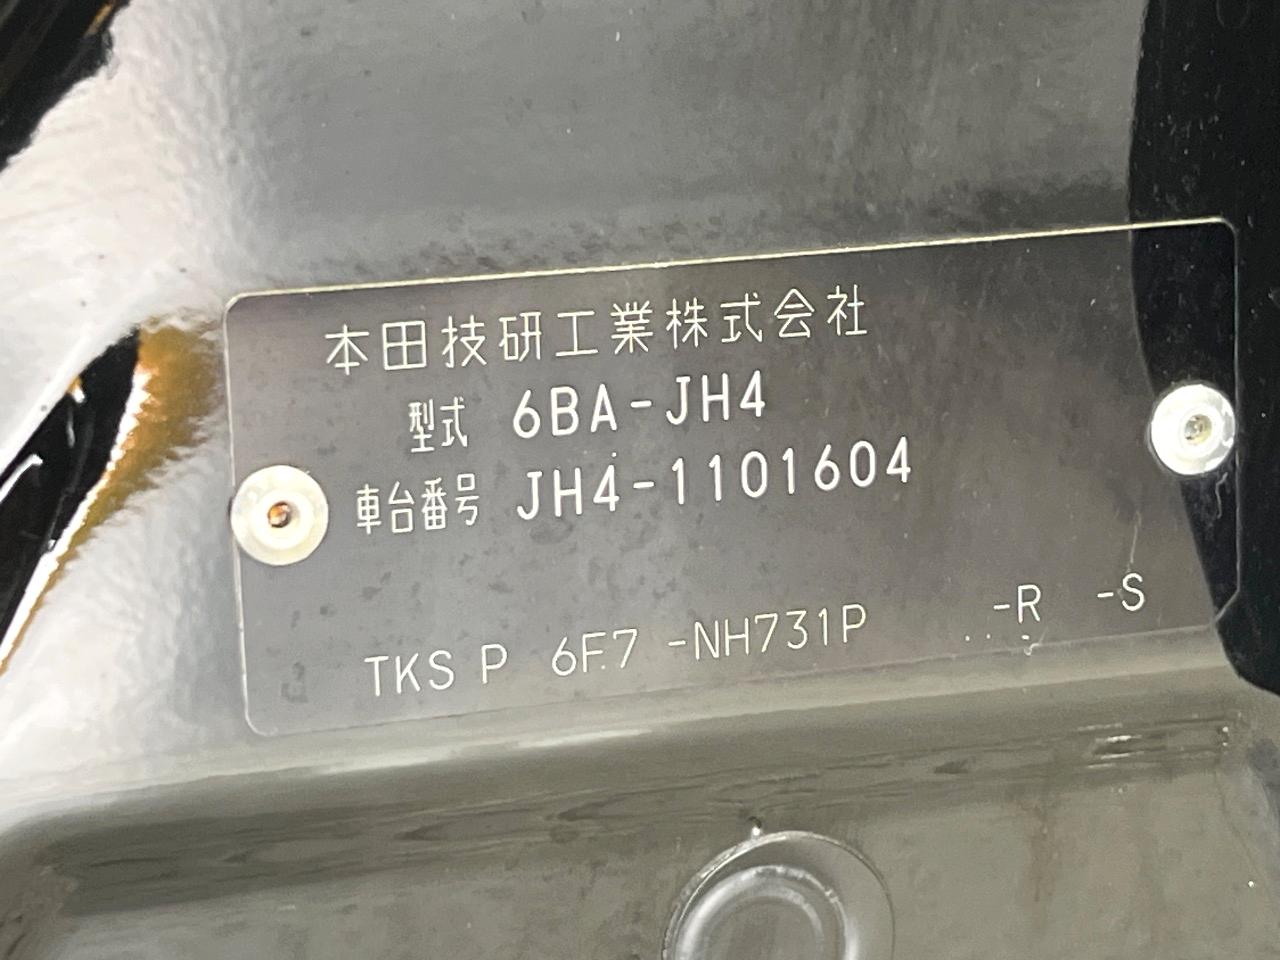 本田技研工業株式会社
型式 6BA-JH4
車台番号 JH4-1101604
TKS P 6F7 -NH731P -R -S